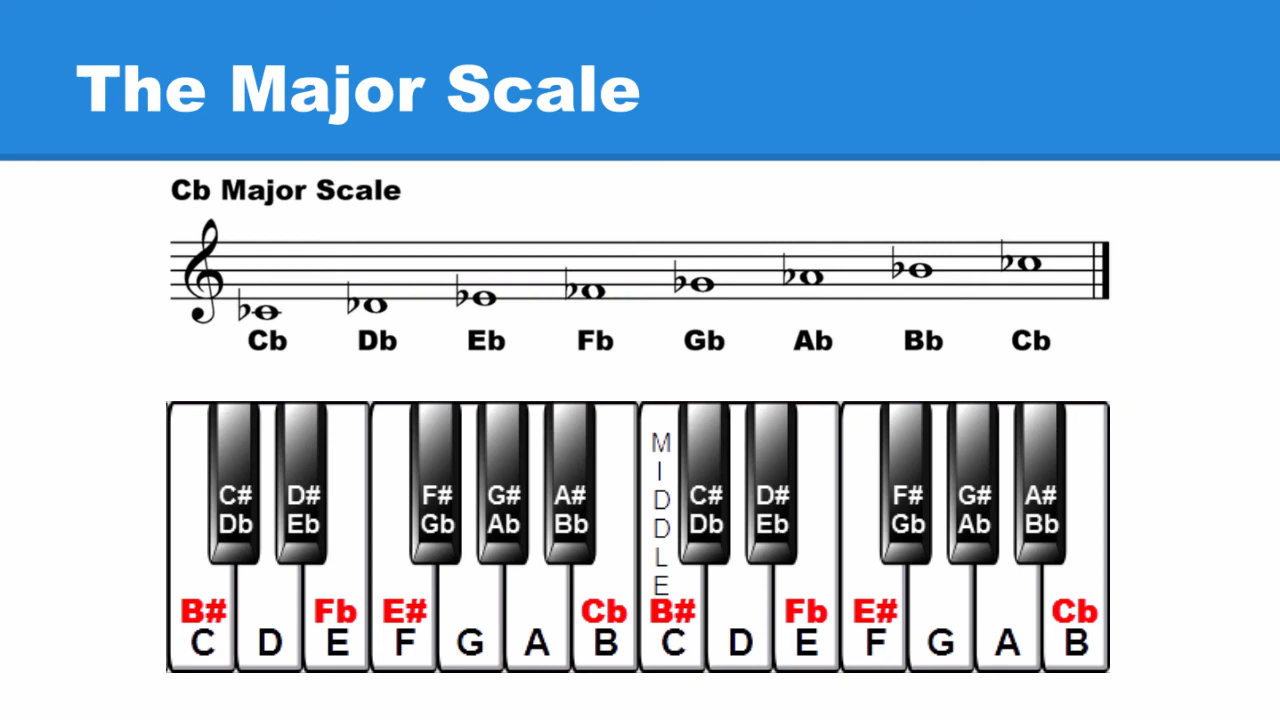 The Major Scale
Cb Major Scale
Cb Db Eb Fb Gb Ab Bb Cb
C# D# F# G# A# C# D# F# G# A#
Db Eb Gb Ab Bb Db Eb Gb Ab Bb
MIDDLE
B# Fb E# Cb B# Fb E# Cb
C D E F G A B C D E F G A B